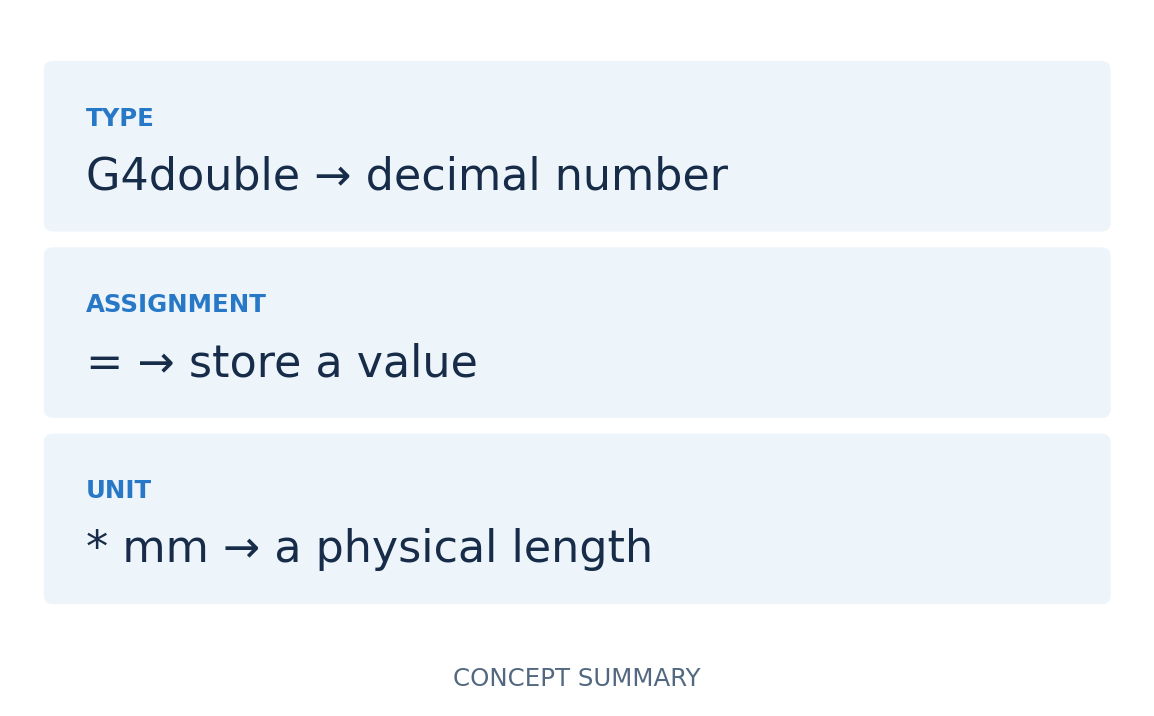 TYPE
G4double → decimal number
ASSIGNMENT
= → store a value
UNIT
* mm → a physical length
CONCEPT SUMMARY